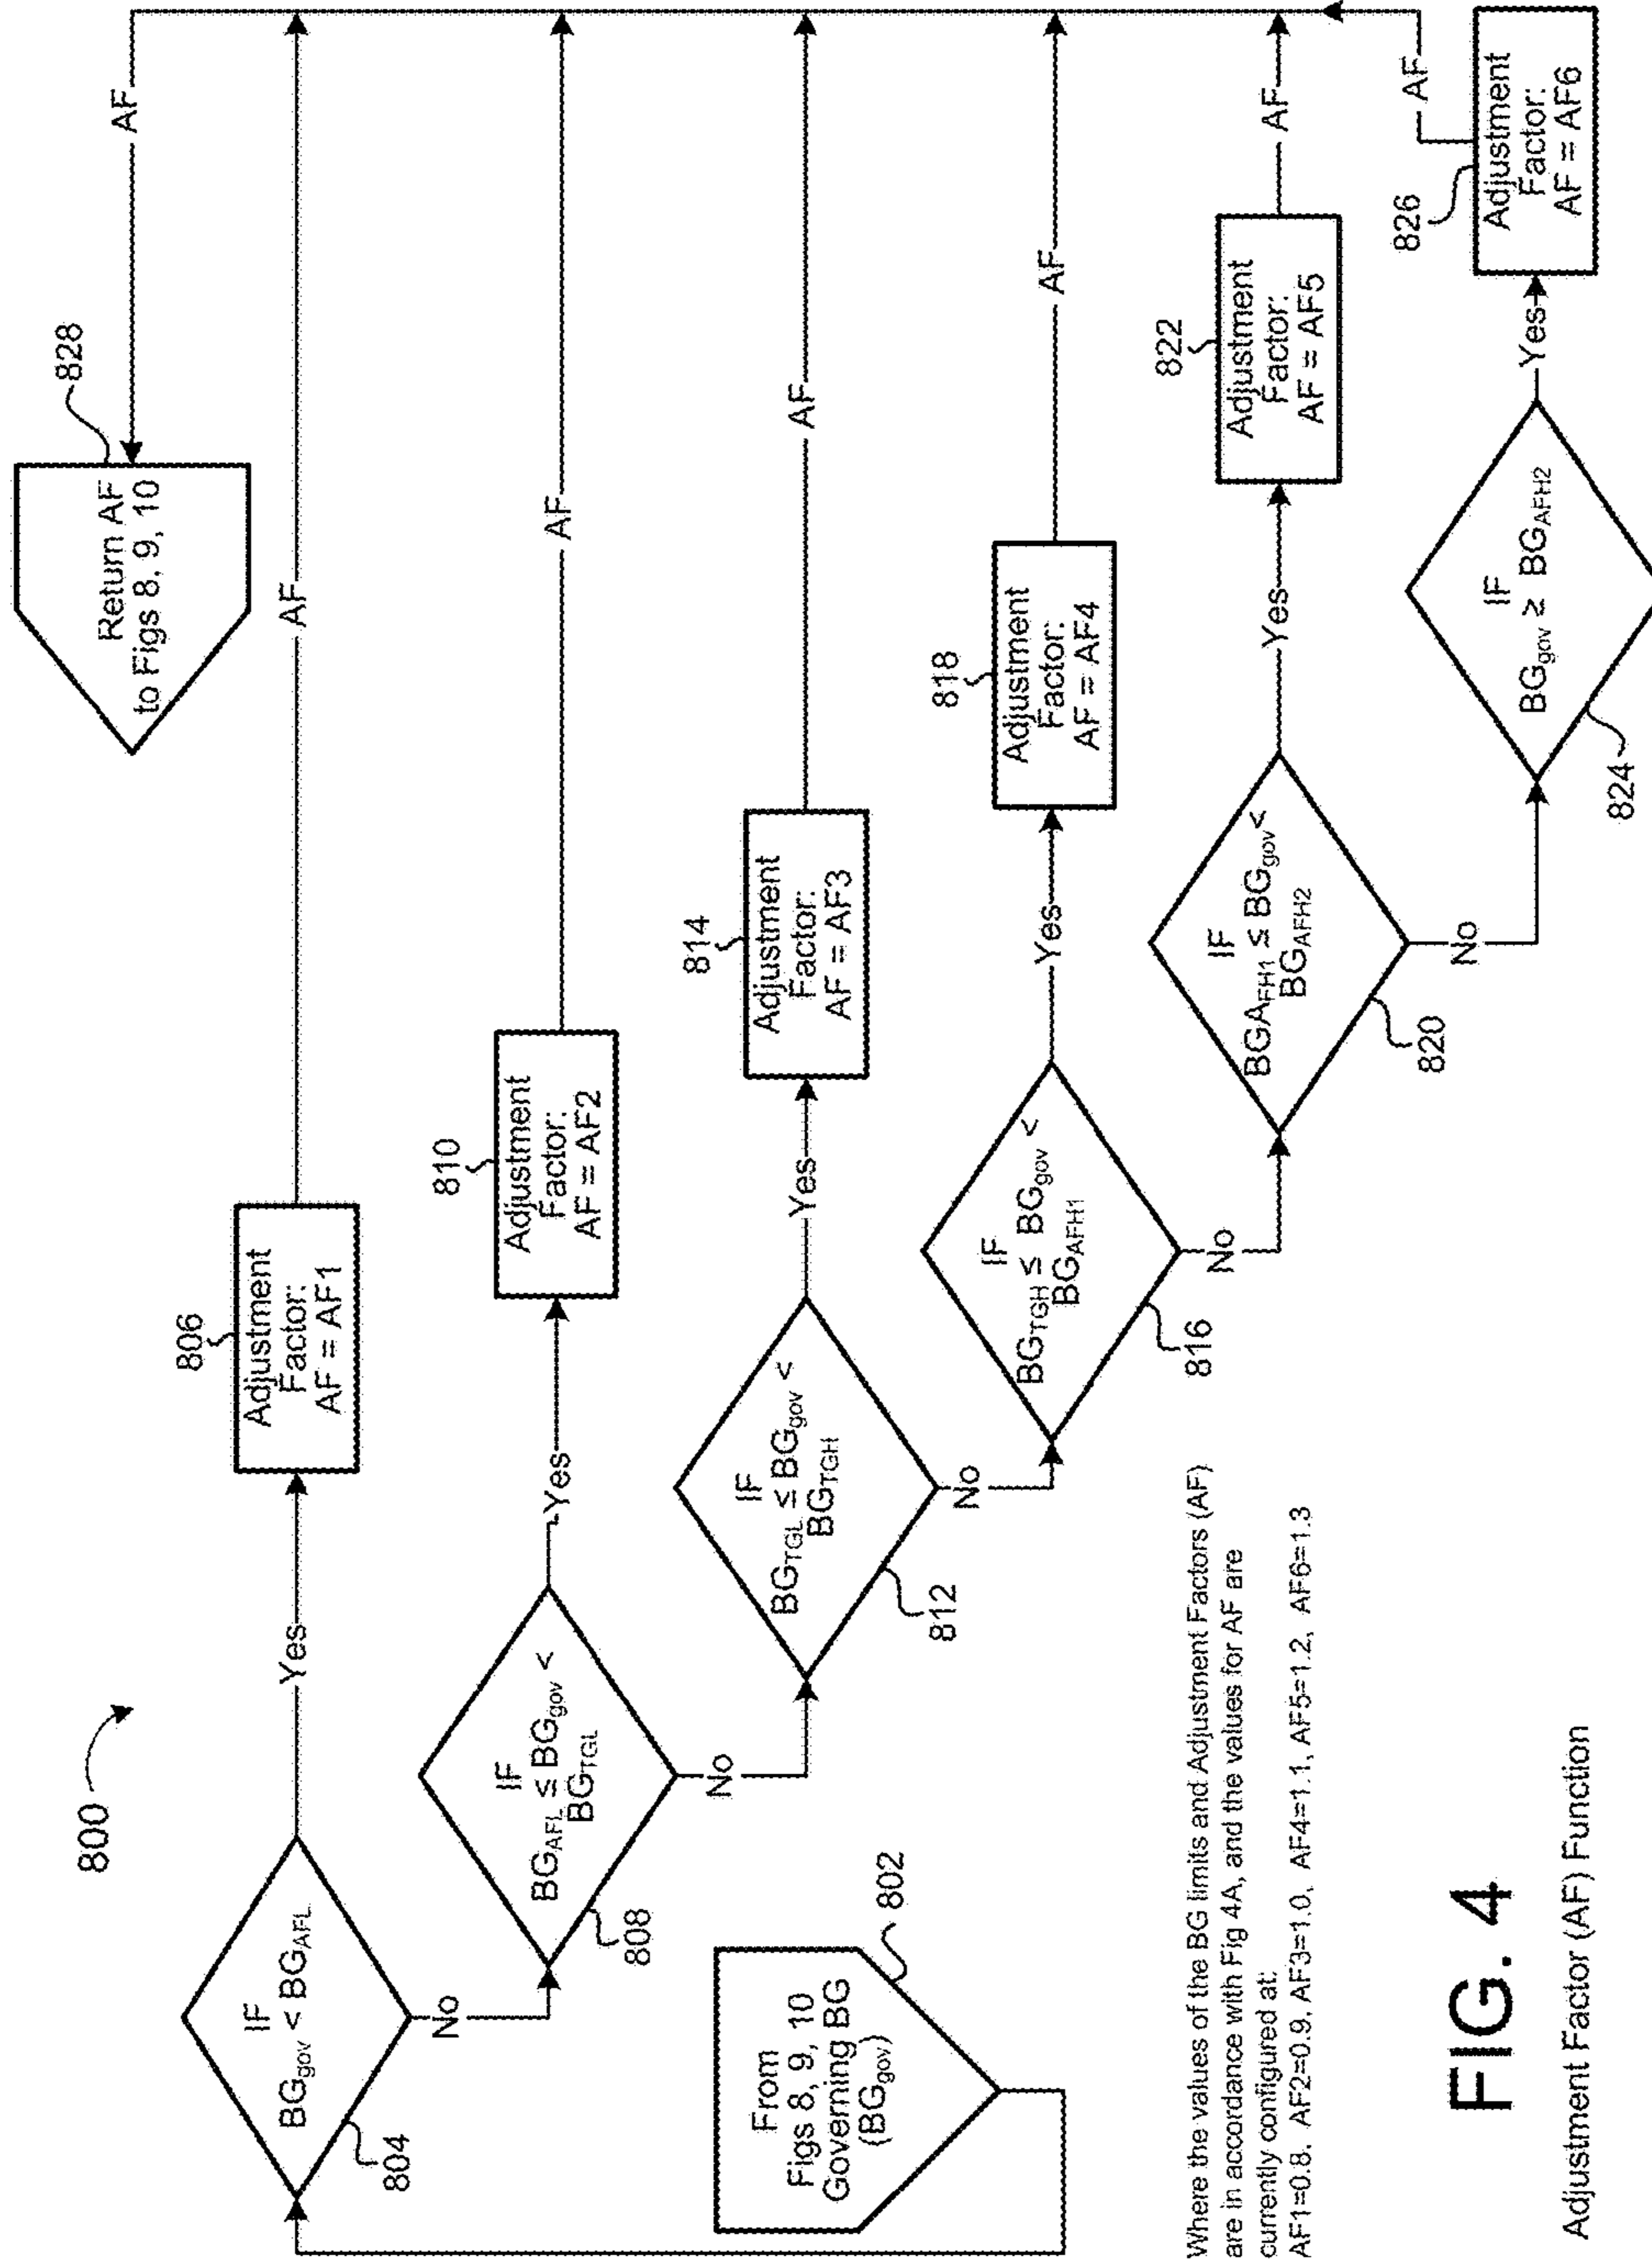 800
828
Return AF
to Figs 8, 9, 10
AF
804
IF
BGgov < BGAFL
Yes
No
806
Adjustment
Factor:
AF = AF1
AF
808
IF
BGAFL ≤ BGgov <
BGTGL
Yes
No
810
Adjustment
Factor:
AF = AF2
AF
802
From
Figs 8, 9, 10
Governing BG
(BGgov)
812
IF
BGTGL ≤ BGgov <
BGTGH
Yes
No
814
Adjustment
Factor:
AF = AF3
AF
816
IF
BGTGH ≤ BGgov <
BGAFH1
Yes
No
818
Adjustment
Factor:
AF = AF4
AF
820
IF
BGAFH1 ≤ BGgov <
BGAFH2
Yes
No
822
Adjustment
Factor:
AF = AF5
AF
824
IF
BGgov ≥ BGAFH2
Yes
826
Adjustment
Factor:
AF = AF6
AF
Where the values of the BG limits and Adjustment Factors (AF)
are in accordance with Fig 4A, and the values for AF are
currently configured at:
AF1=0.8, AF2=0.9, AF3=1.0, AF4=1.1, AF5=1.2, AF6=1.3
FIG. 4
Adjustment Factor (AF) Function